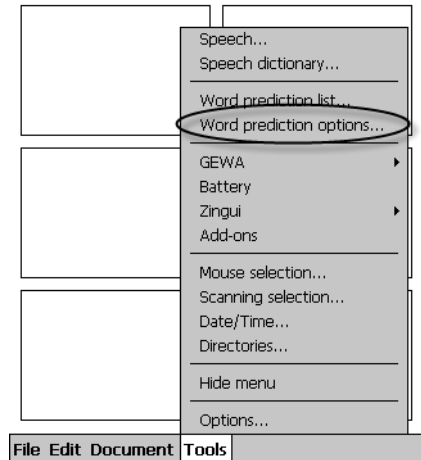 Speech...
Speech dictionary...
Word prediction list...
Word prediction options...
GEWA
Battery
Zingui
Add-ons
Mouse selection...
Scanning selection...
Date/Time...
Directories...
Hide menu
Options...
File Edit Document Tools